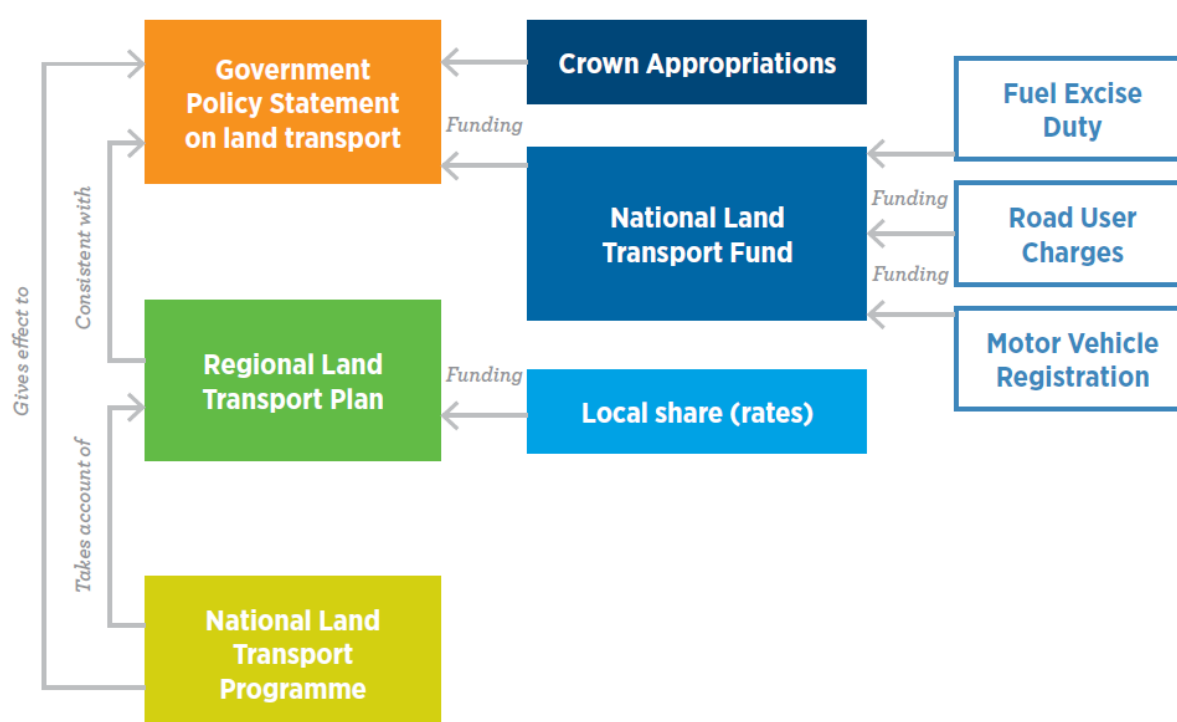 Government
Policy Statement
on land transport
Crown Appropriations
Funding
National Land
Transport Fund
Fuel Excise
Duty
Funding
Road User
Charges
Funding
Motor Vehicle
Registration
Consistent with
Gives effect to
Regional Land
Transport Plan
Funding
Local share (rates)
Takes account of
National Land
Transport
Programme